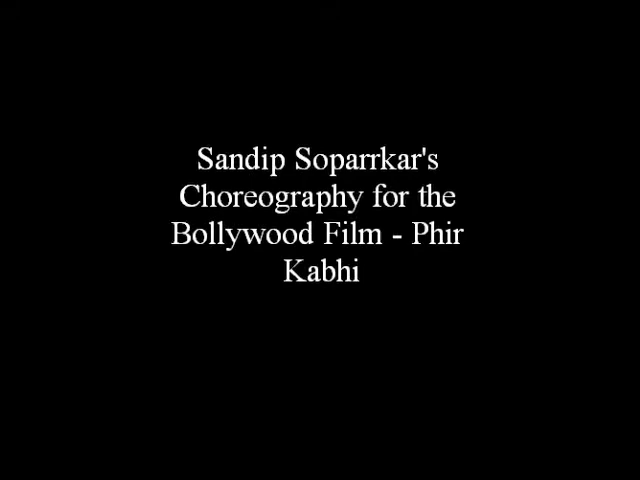 Sandip Soparrkar's
Choreography for the
Bollywood Film - Phir
Kabhi